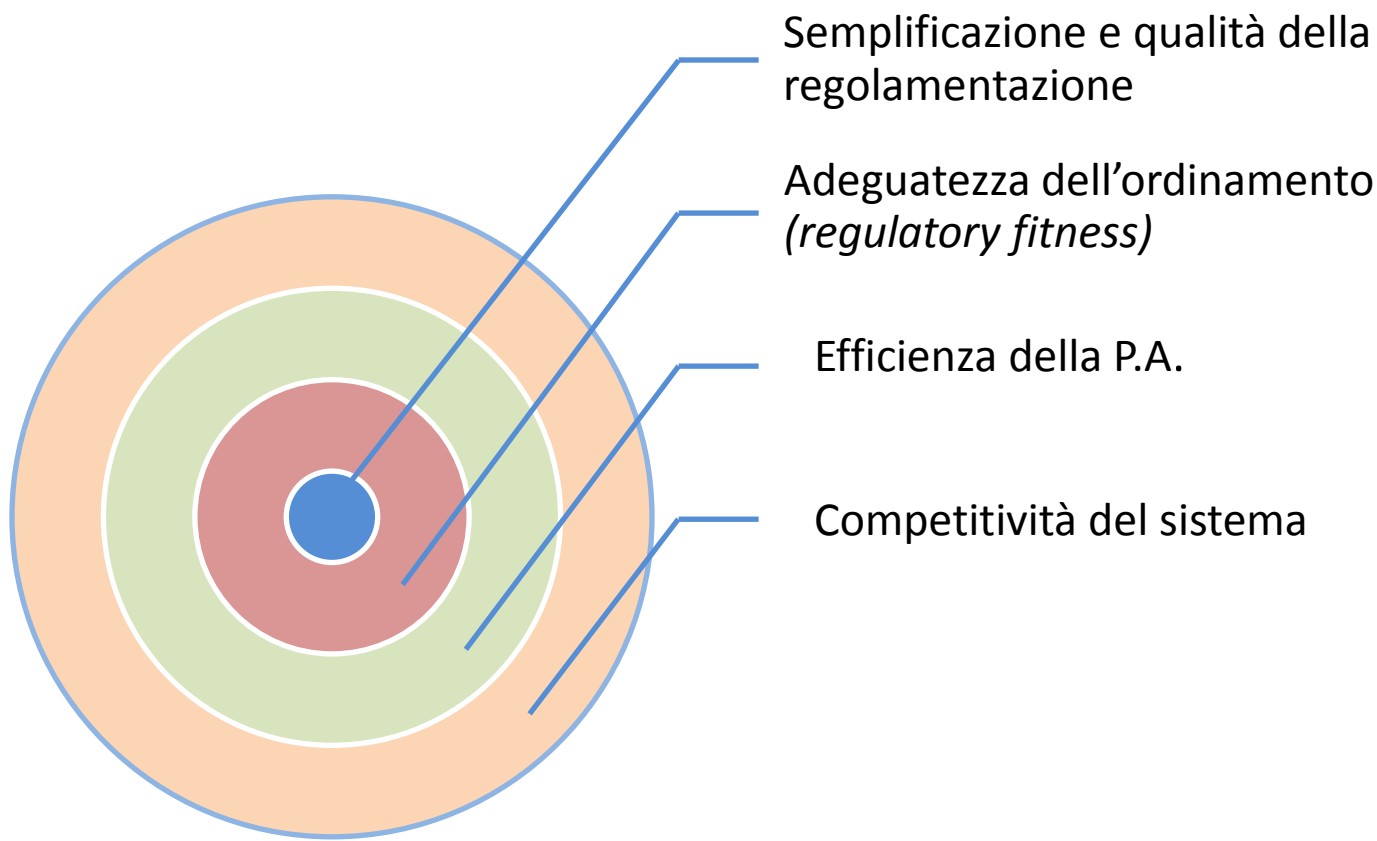 Semplificazione e qualità della
regolamentazione
Adeguatezza dell’ordinamento
(regulatory fitness)
Efficienza della P.A.
Competitività del sistema